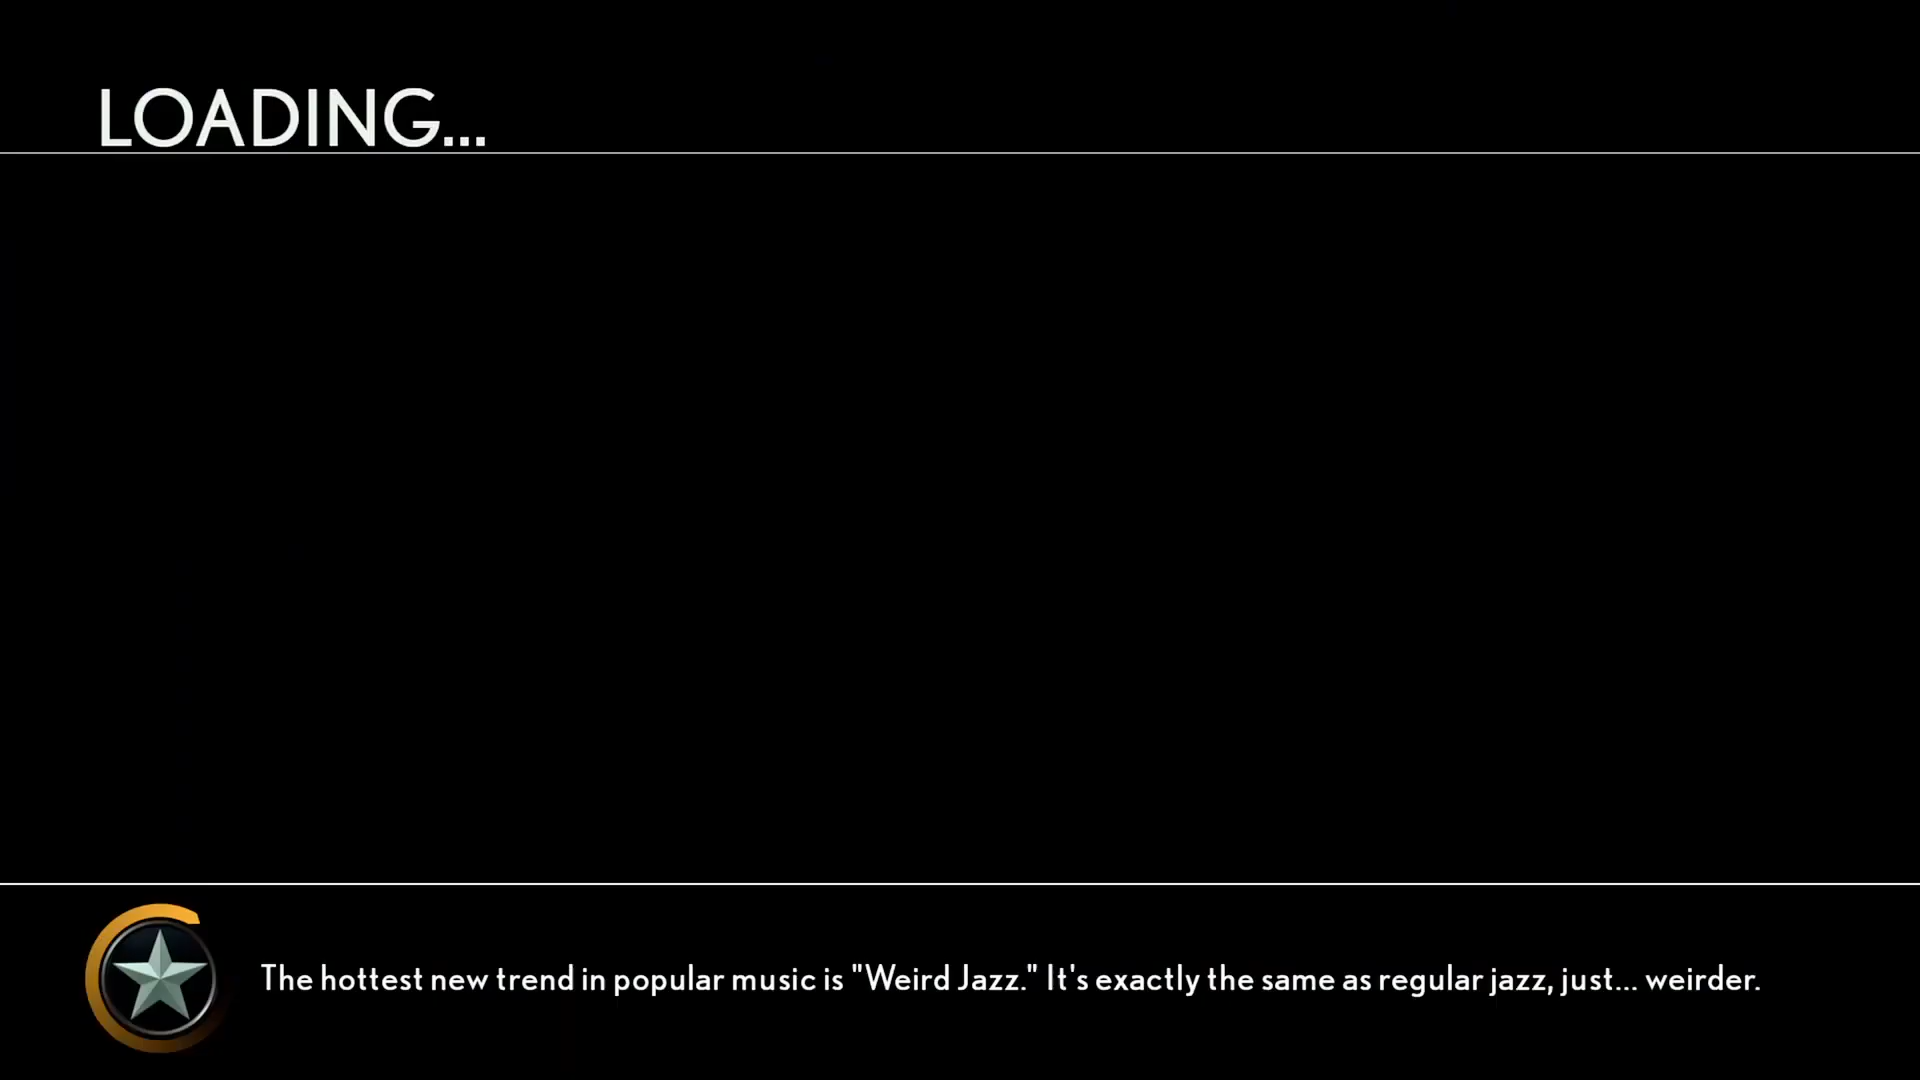 LOADING...
The hottest new trend in popular music is "Weird Jazz." It's exactly the same as regular jazz, just... weirder.